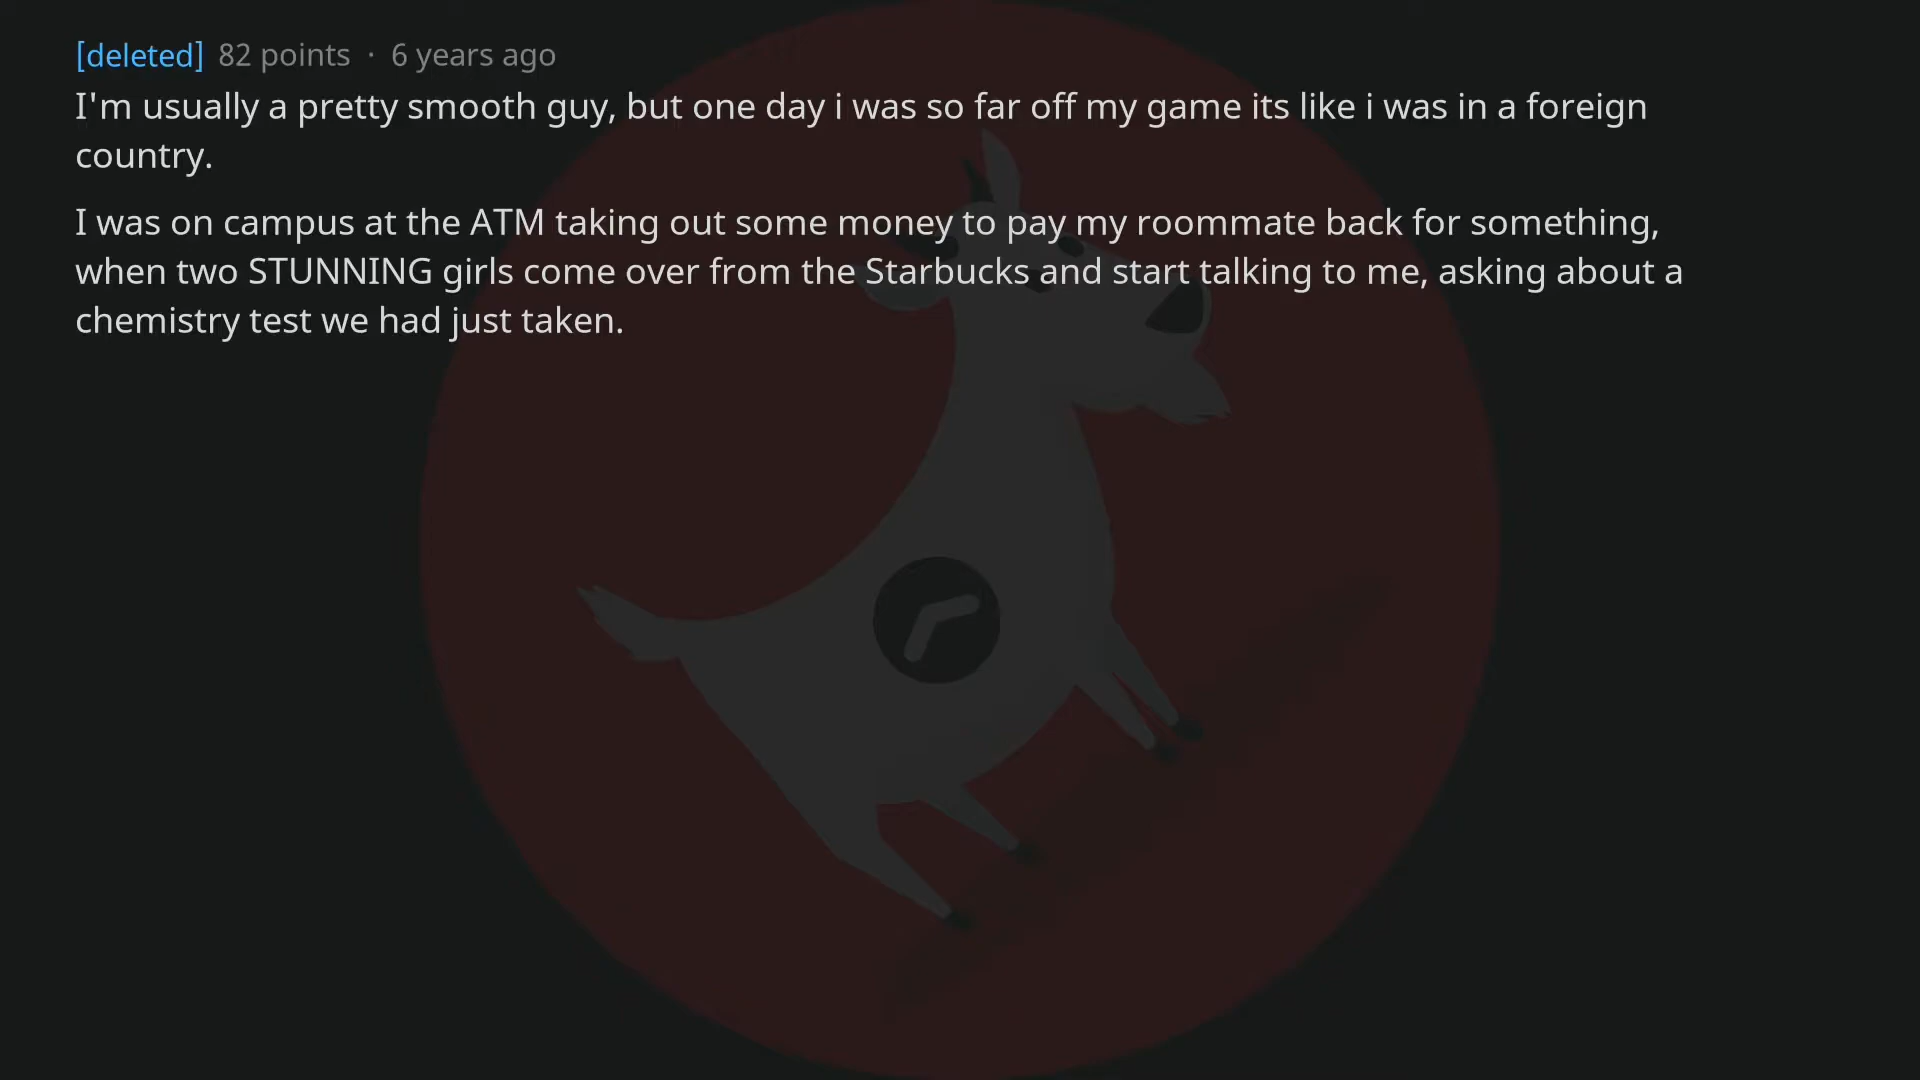 [deleted] 82 points · 6 years ago
I'm usually a pretty smooth guy, but one day i was so far off my game its like i was in a foreign
country.
I was on campus at the ATM taking out some money to pay my roommate back for something,
when two STUNNING girls come over from the Starbucks and start talking to me, asking about a
chemistry test we had just taken.